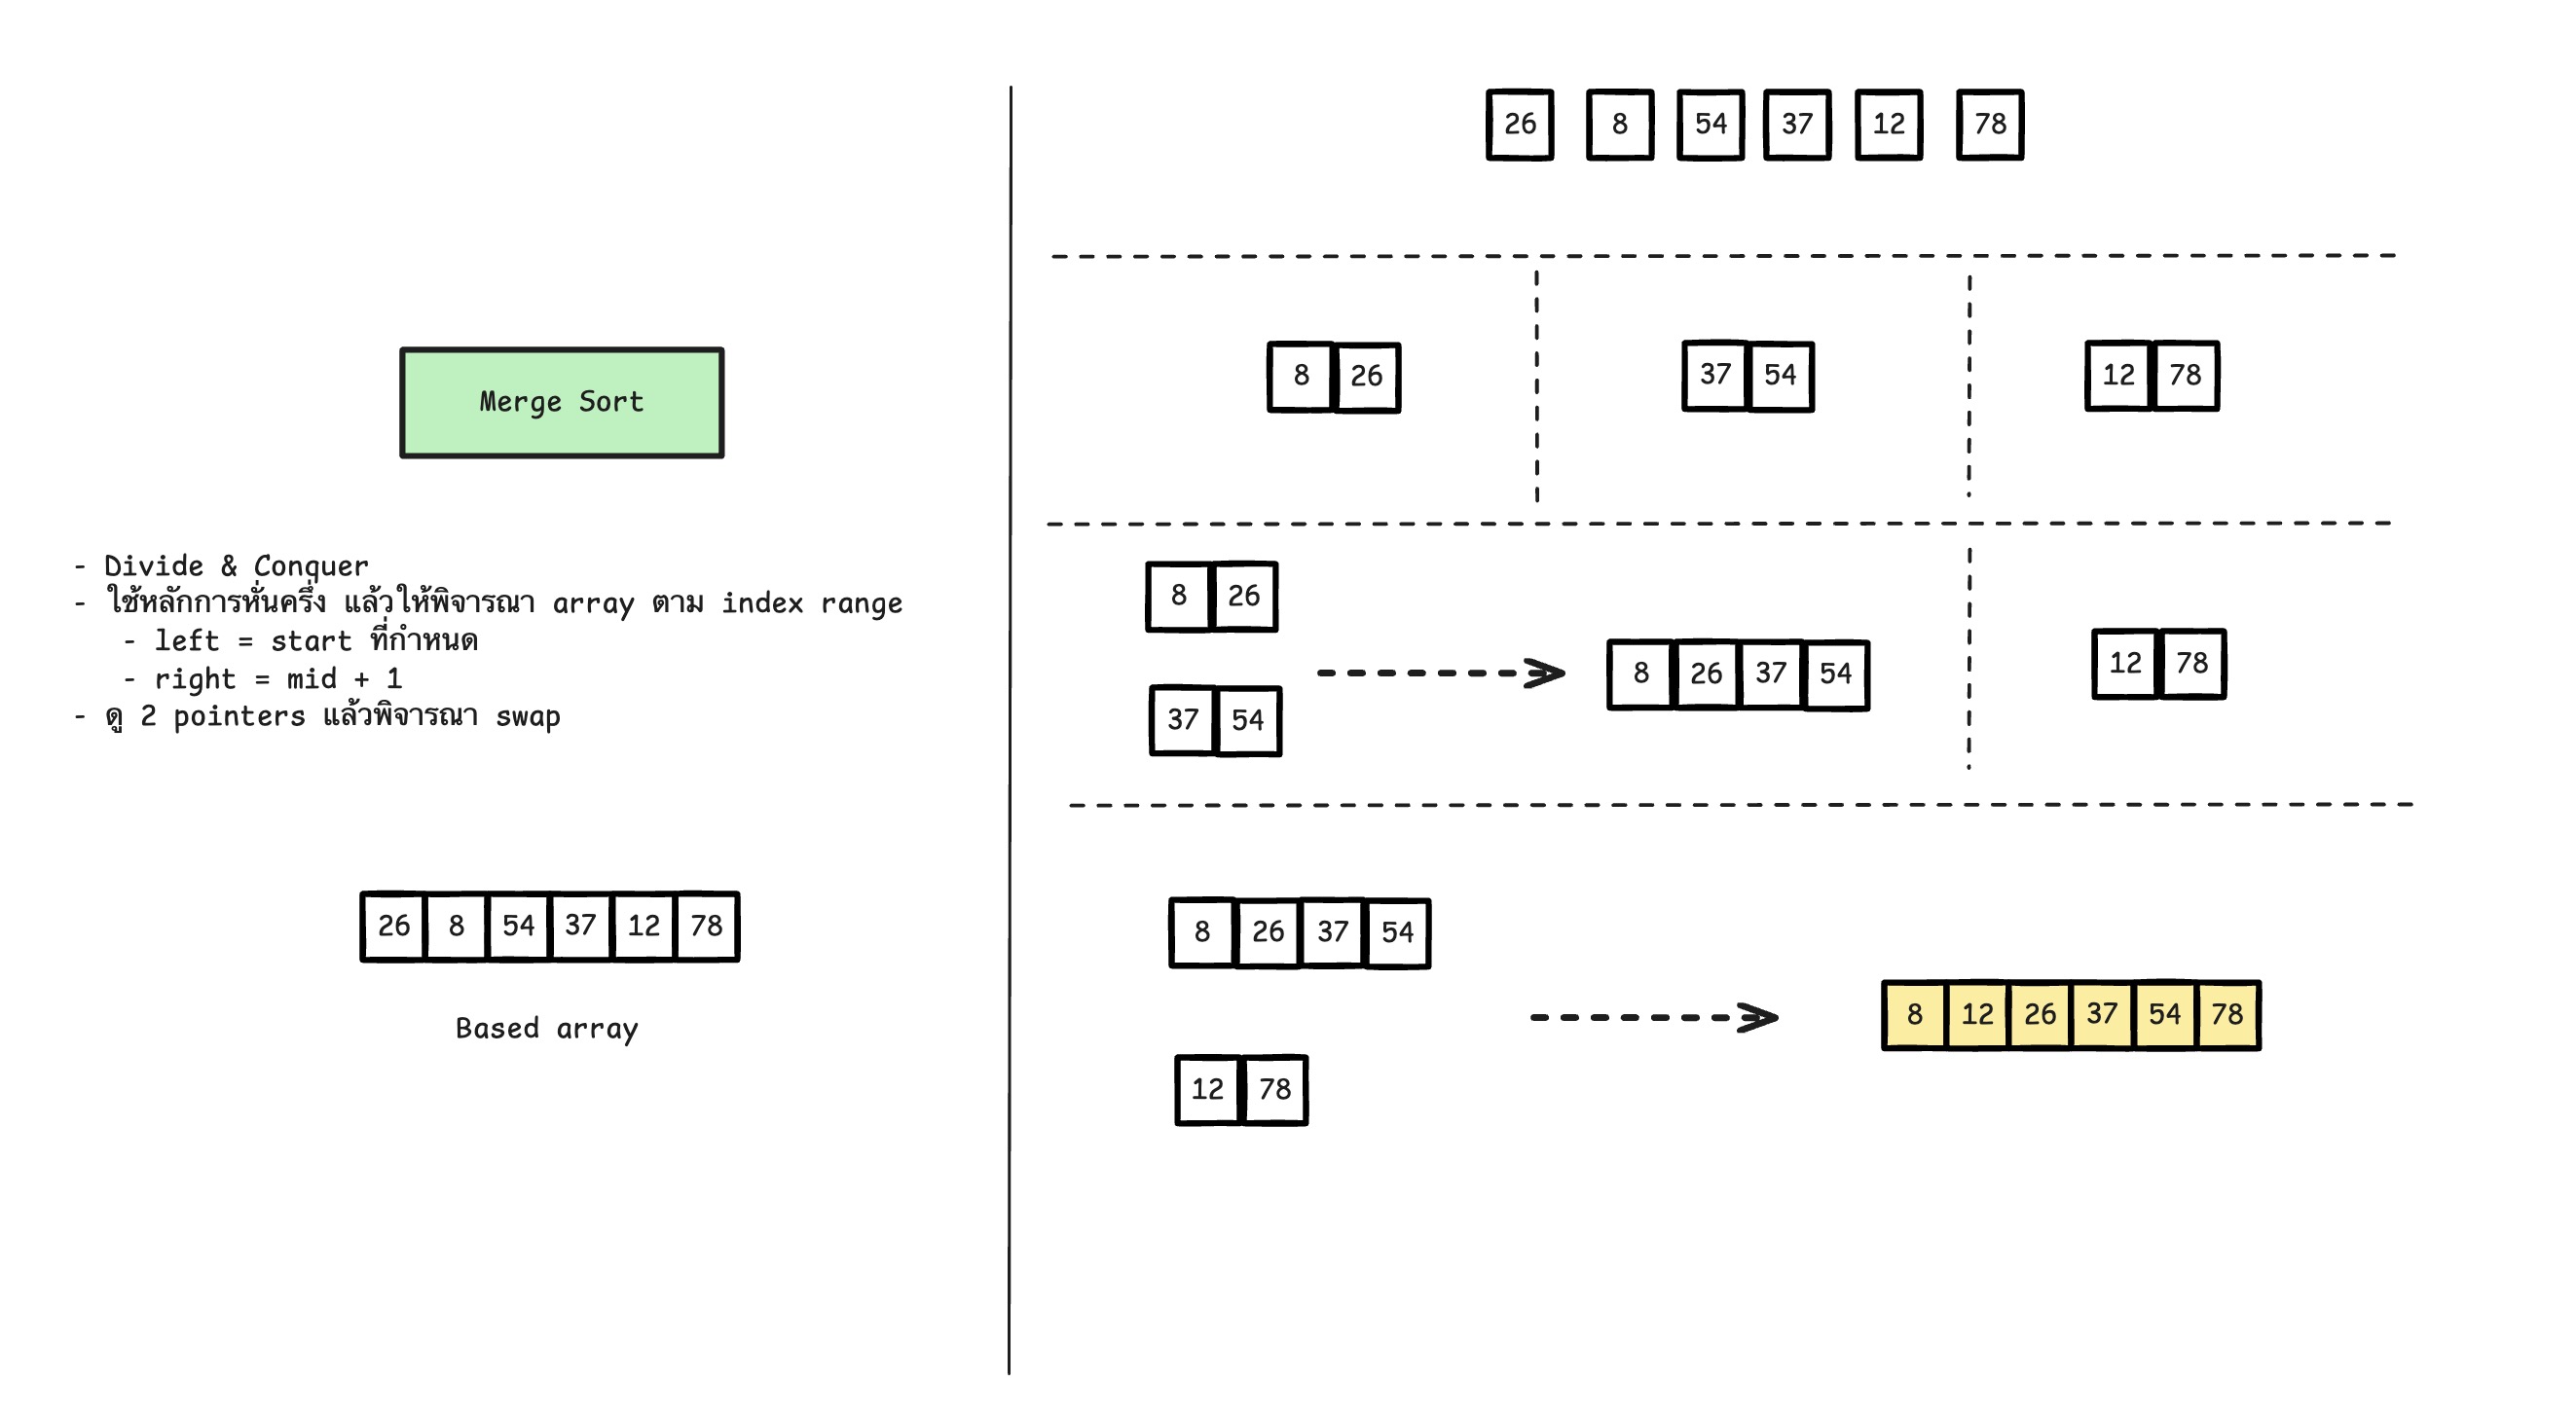 Merge Sort
- Divide & Conquer
- ใช้หลักการหั่นครึ่ง แล้วให้พิจารณา array ตาม index range
- left = start ที่กำหนด
- right = mid + 1
- ดู 2 pointers แล้วพิจารณา swap
26 8 54 37 12 78
Based array
26 8 54 37 12 78
8 26 37 54 12 78
8 26
37 54
8 26 37 54
12 78
8 26 37 54
12 78
8 12 26 37 54 78